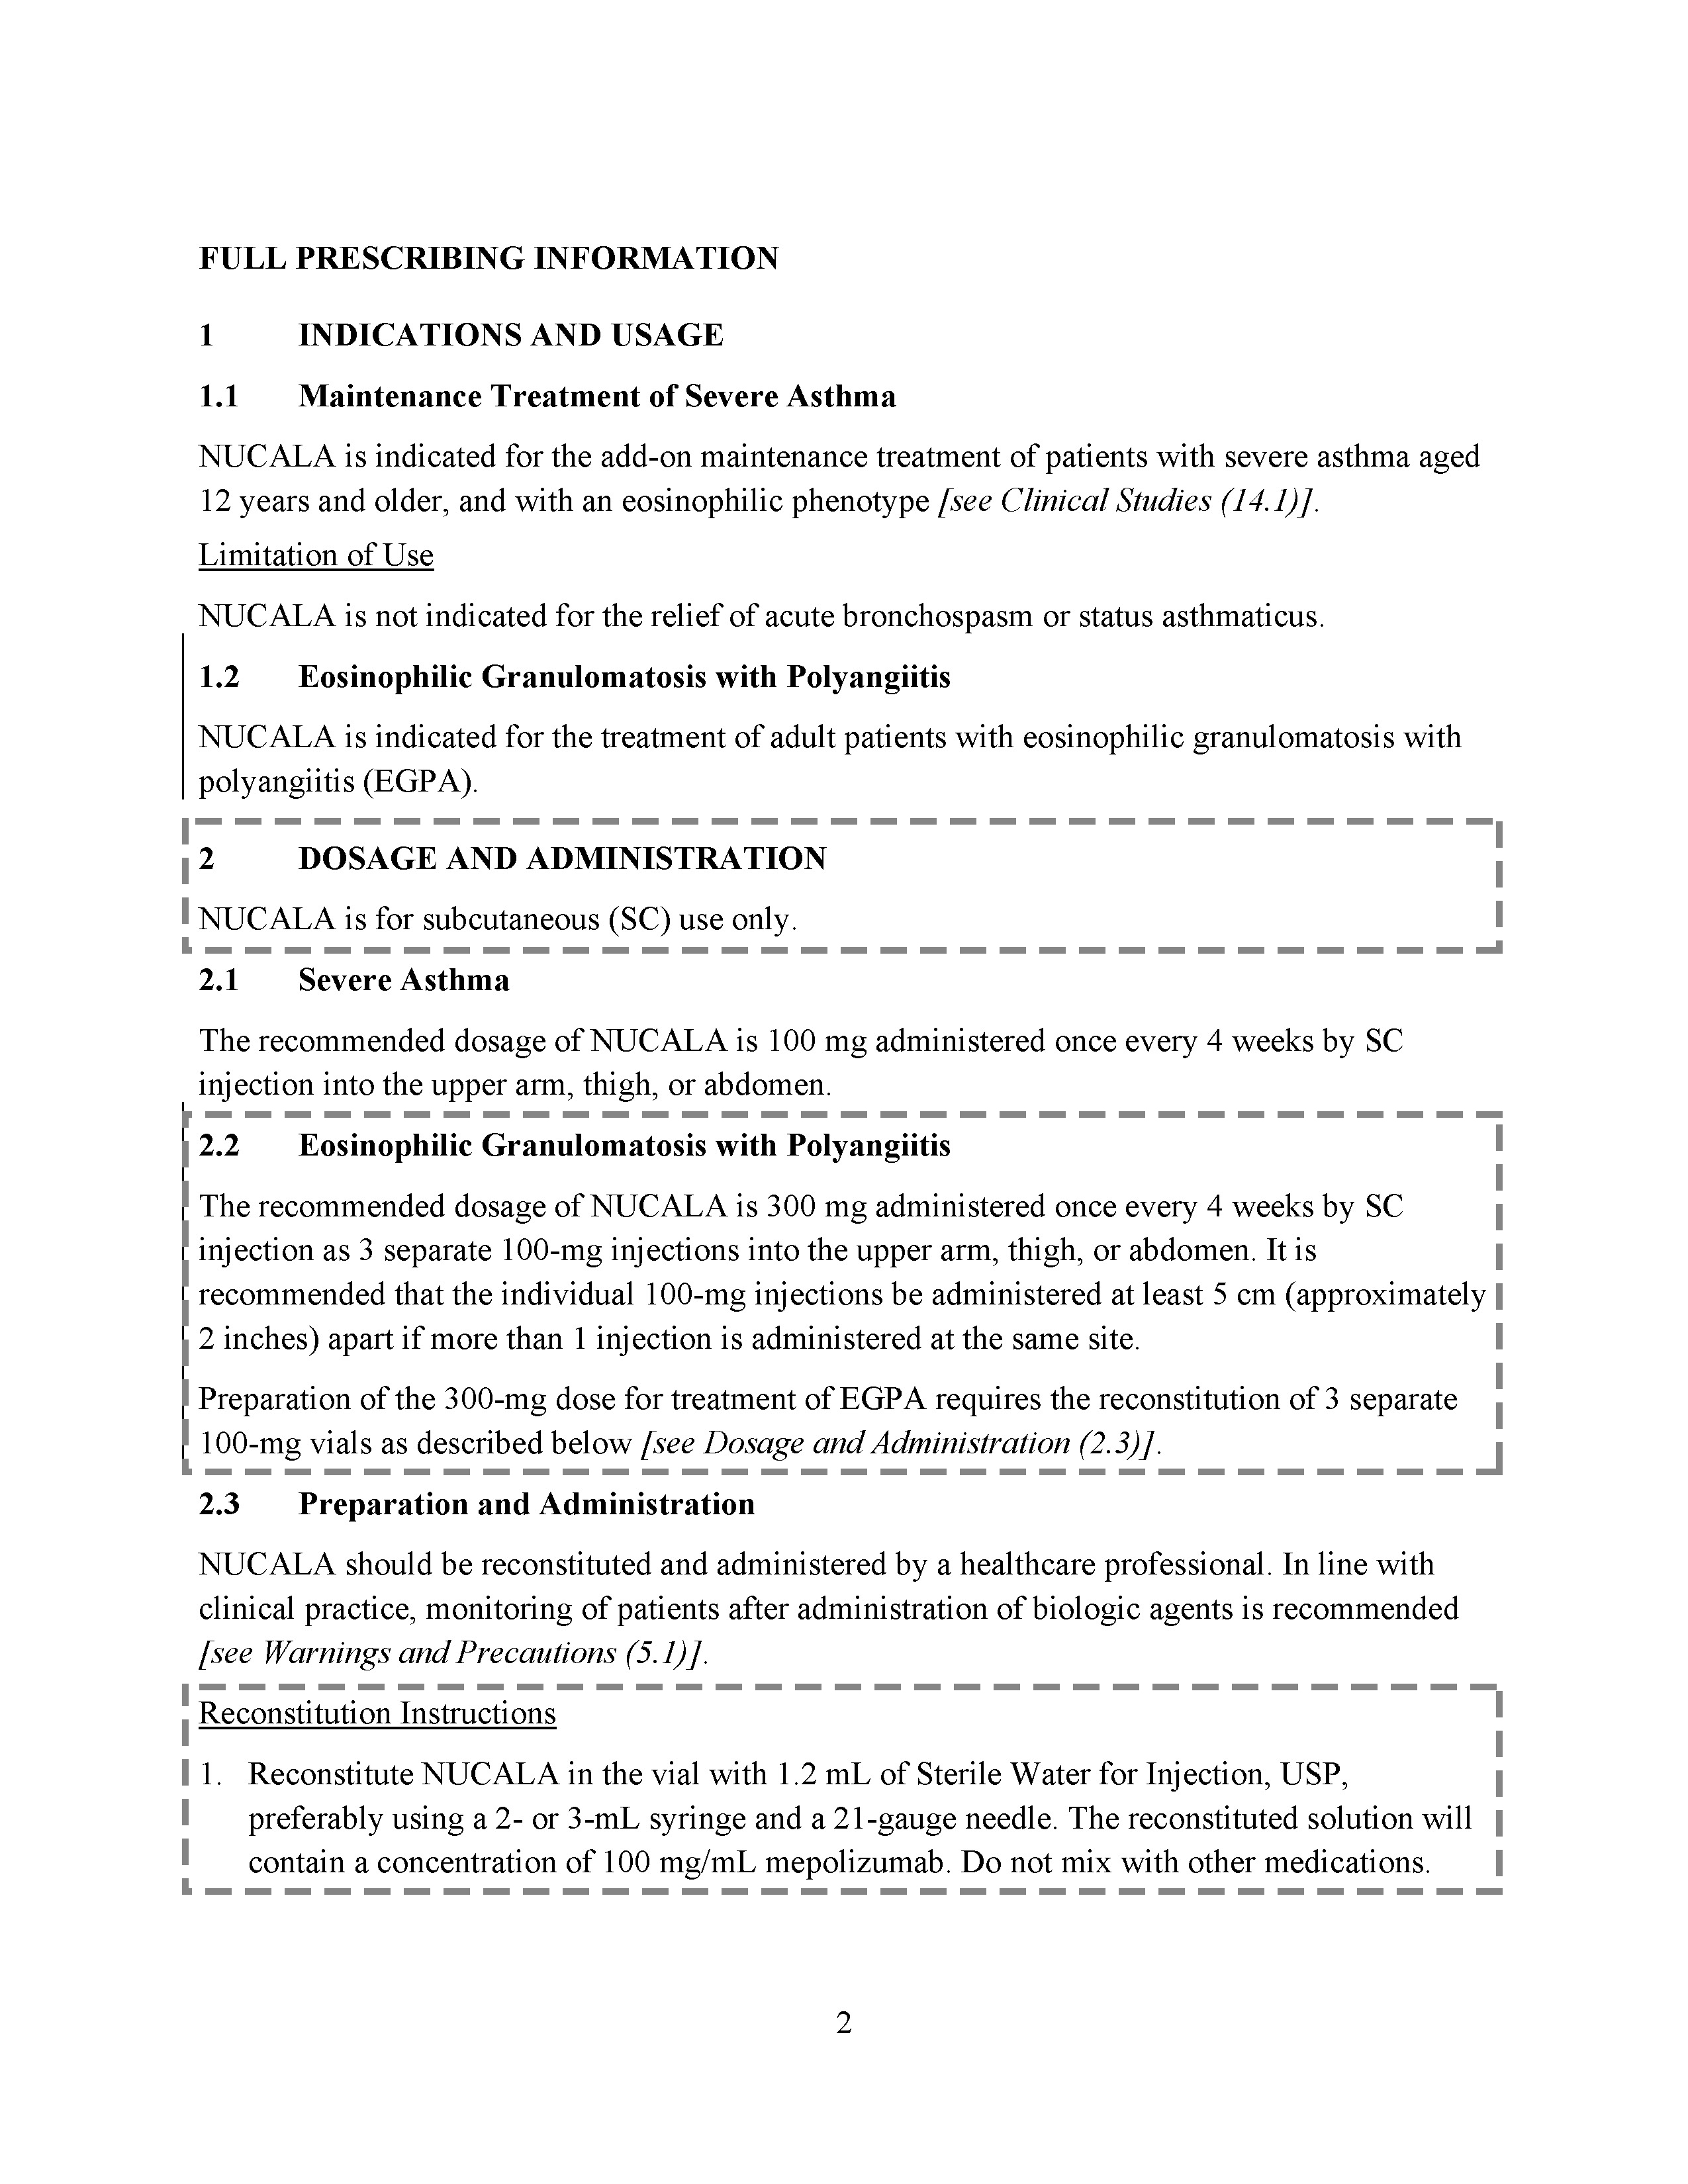 FULL PRESCRIBING INFORMATION
1 INDICATIONS AND USAGE
1.1 Maintenance Treatment of Severe Asthma
NUCALA is indicated for the add-on maintenance treatment of patients with severe asthma aged
12 years and older, and with an eosinophilic phenotype [see Clinical Studies (14.1)].
Limitation of Use
NUCALA is not indicated for the relief of acute bronchospasm or status asthmaticus.
1.2 Eosinophilic Granulomatosis with Polyangiitis
NUCALA is indicated for the treatment of adult patients with eosinophilic granulomatosis with
polyangiitis (EGPA).
2 DOSAGE AND ADMINISTRATION
NUCALA is for subcutaneous (SC) use only.
2.1 Severe Asthma
The recommended dosage of NUCALA is 100 mg administered once every 4 weeks by SC
injection into the upper arm, thigh, or abdomen.
2.2 Eosinophilic Granulomatosis with Polyangiitis
The recommended dosage of NUCALA is 300 mg administered once every 4 weeks by SC
injection as 3 separate 100-mg injections into the upper arm, thigh, or abdomen. It is
recommended that the individual 100-mg injections be administered at least 5 cm (approximately
2 inches) apart if more than 1 injection is administered at the same site.
Preparation of the 300-mg dose for treatment of EGPA requires the reconstitution of 3 separate
100-mg vials as described below [see Dosage and Administration (2.3)].
2.3 Preparation and Administration
NUCALA should be reconstituted and administered by a healthcare professional. In line with
clinical practice, monitoring of patients after administration of biologic agents is recommended
[see Warnings and Precautions (5.1)].
Reconstitution Instructions
1. Reconstitute NUCALA in the vial with 1.2 mL of Sterile Water for Injection, USP,
preferably using a 2- or 3-mL syringe and a 21-gauge needle. The reconstituted solution will
contain a concentration of 100 mg/mL mepolizumab. Do not mix with other medications.
2